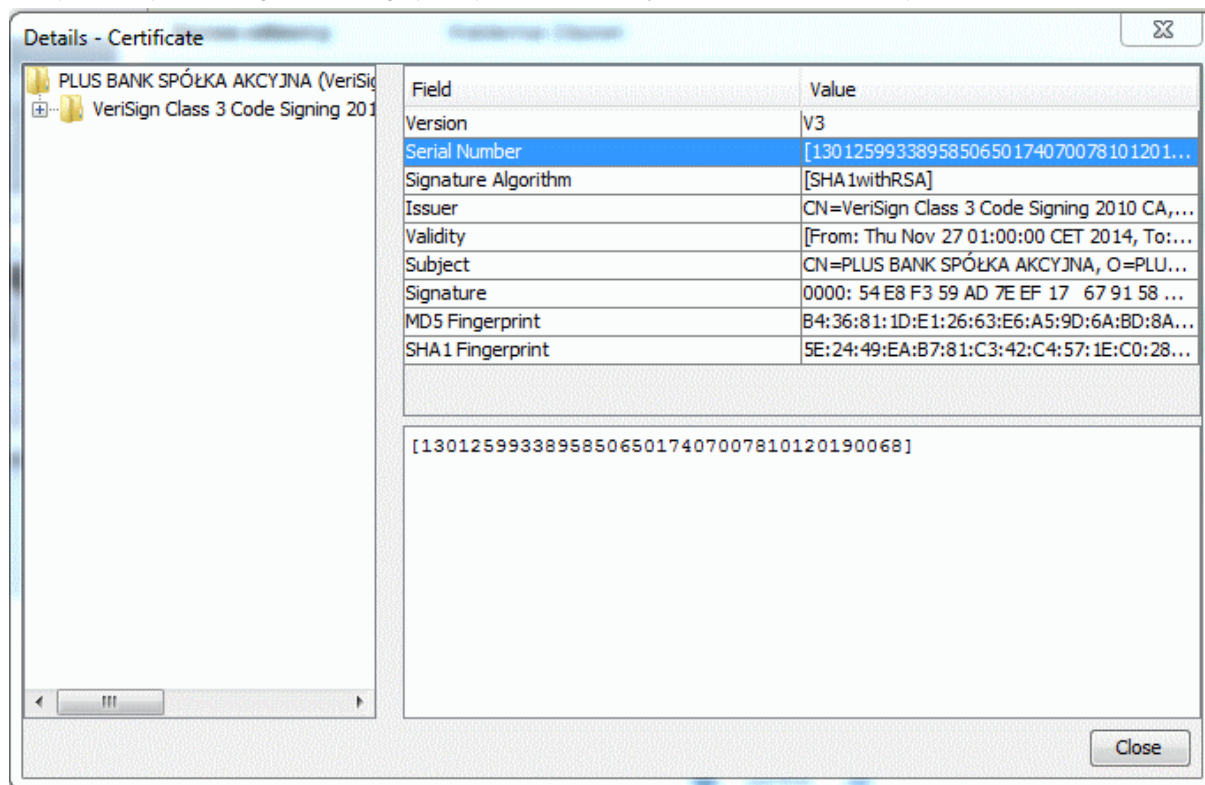 Details - Certificate
PLUS BANK SPÓŁKA AKCYJNA (VeriSig
VeriSign Class 3 Code Signing 201
Field Value
Version V3
Serial Number [1301259933895850650174070078101201...
Signature Algorithm [SHA1withRSA]
Issuer CN=VeriSign Class 3 Code Signing 2010 CA,...
Validity [From: Thu Nov 27 01:00:00 CET 2014, To:...
Subject CN=PLUS BANK SPÓŁKA AKCYJNA, O=PLU...
Signature 0000: 54 E8 F3 59 AD 7E EF 17 67 91 58 ...
MD5 Fingerprint B4:36:81:1D:E1:26:63:E6:A5:9D:6A:BD:8A...
SHA1 Fingerprint 5E:24:49:EA:B7:81:C3:42:C4:57:1E:C0:28...
[130125993389585065017407007810120190068]
Close